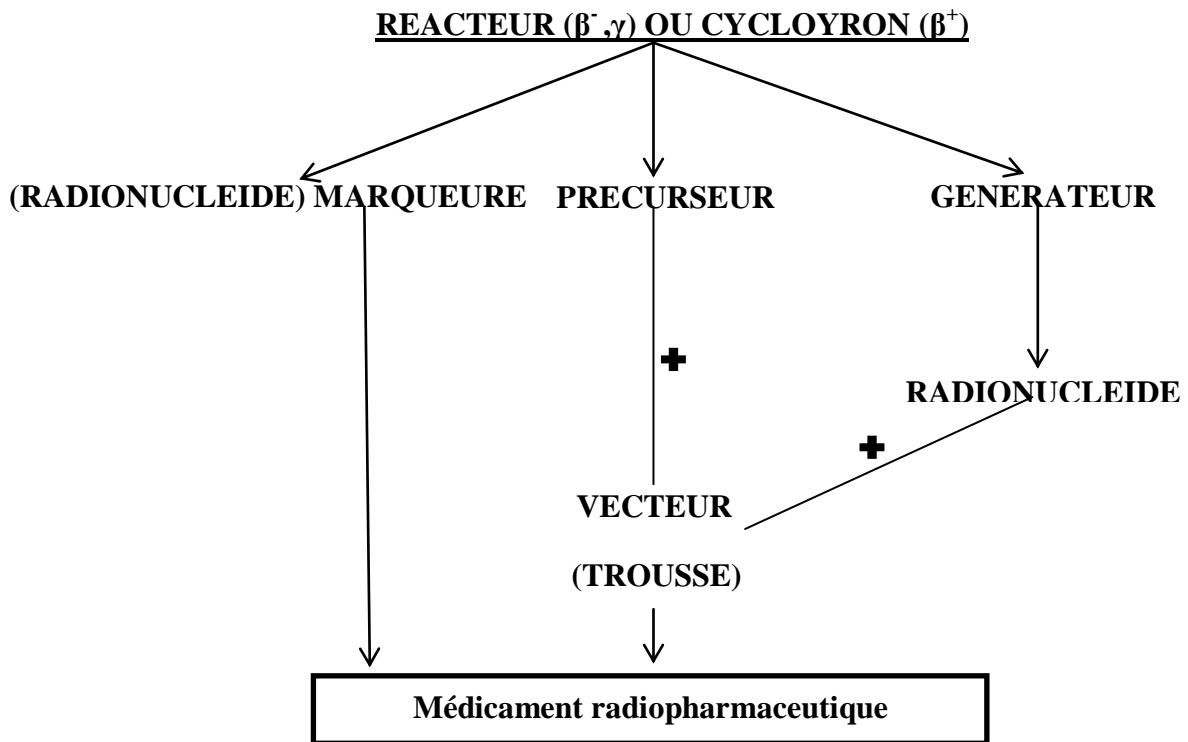 REACTEUR (β⁻,γ) OU CYCLOYRON (β⁺)
(RADIONUCLEIDE) MARQUEURE PRECURSEUR GENERATEUR
RADIONUCLEIDE
VECTEUR
(TROUSSE)
Médicament radiopharmaceutique